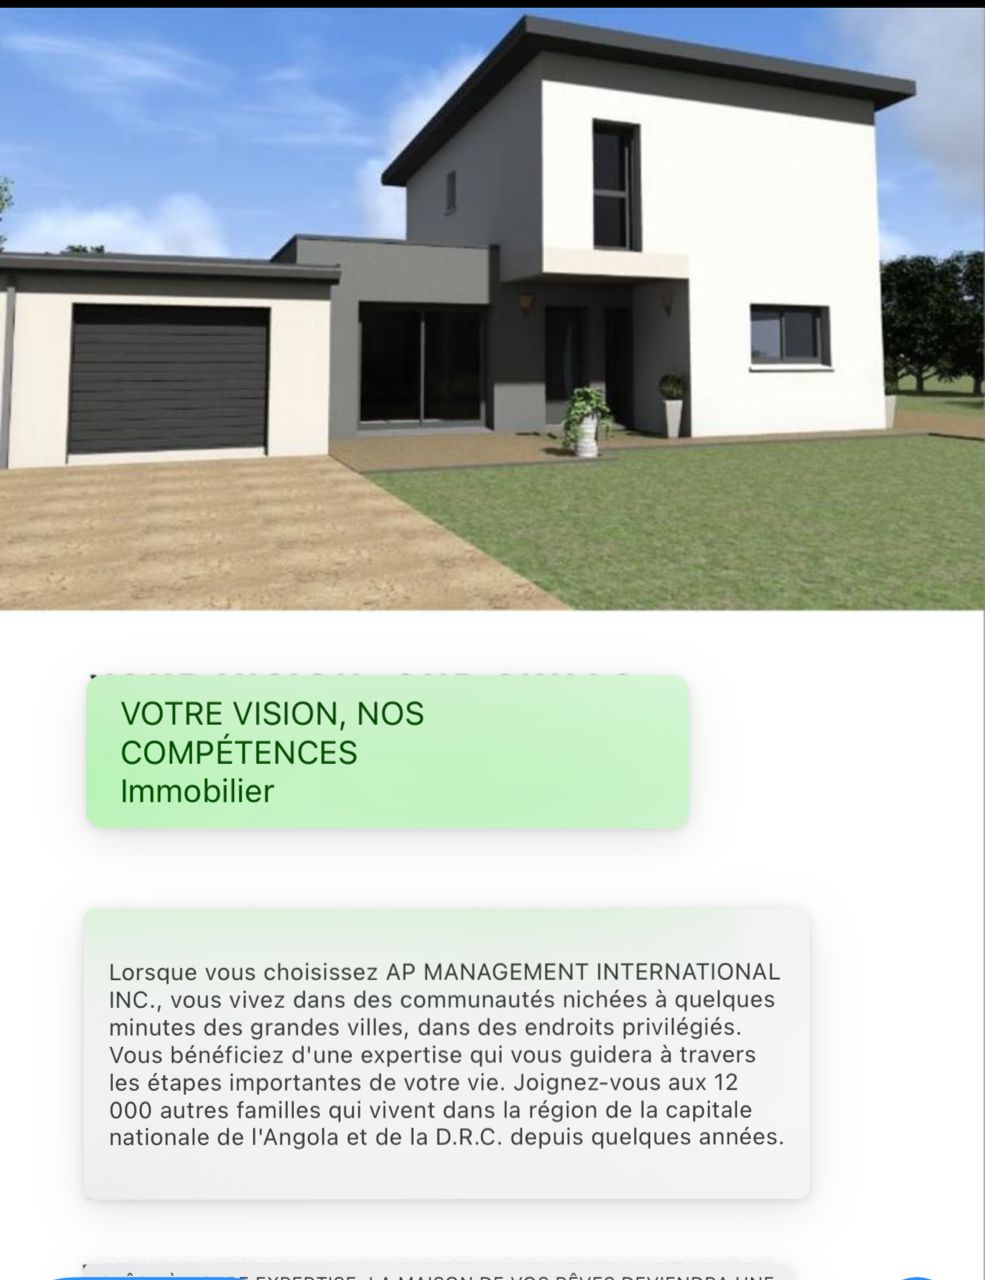 VOTRE VISION, NOS
COMPÉTENCES
Immobilier
Lorsque vous choisissez AP MANAGEMENT INTERNATIONAL
INC., vous vivez dans des communautés nichées à quelques
minutes des grandes villes, dans des endroits privilégiés.
Vous bénéficiez d'une expertise qui vous guidera à travers
les étapes importantes de votre vie. Joignez-vous aux 12
000 autres familles qui vivent dans la région de la capitale
nationale de l'Angola et de la D.R.C. depuis quelques années.
EXPERTISE, LA MAISON DE VOS RÊVES DEVIENDRA UNE